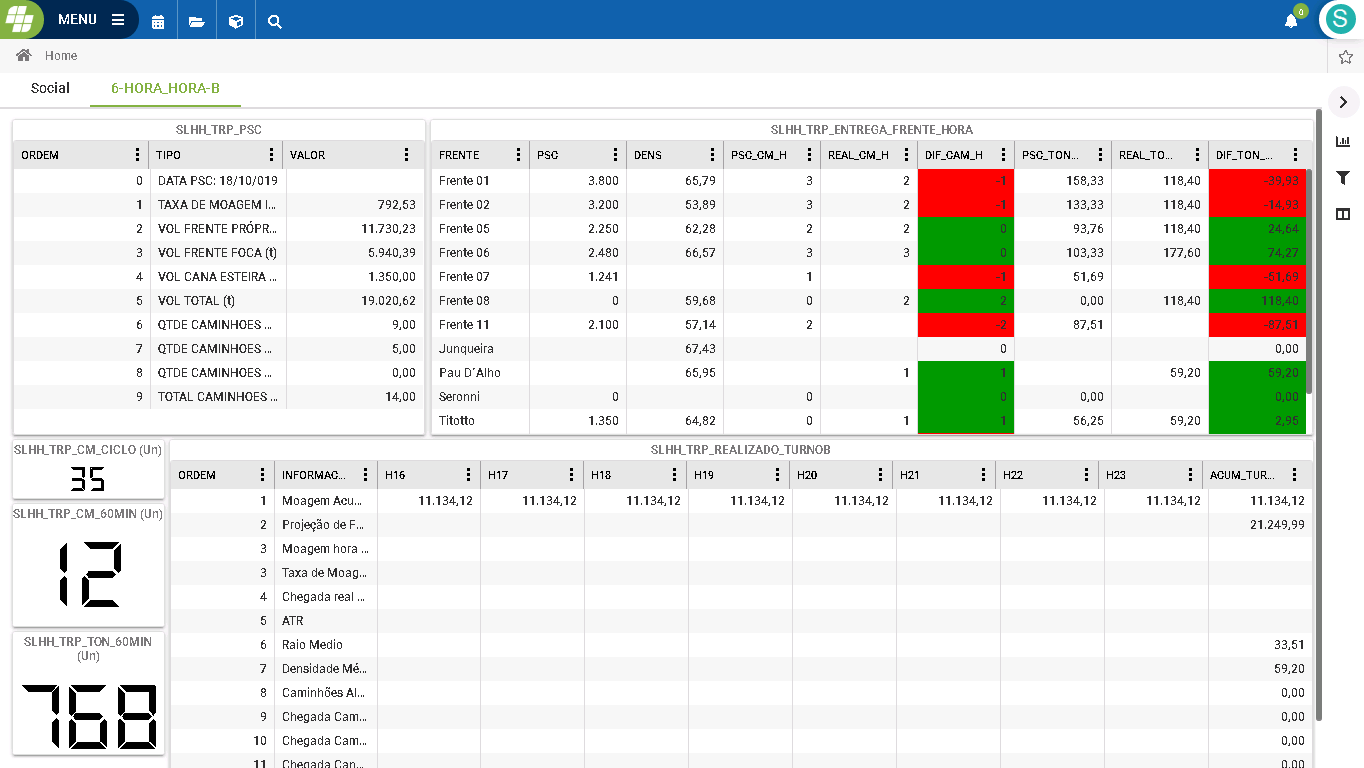 MENU
0
S
Home
Social 6-HORA_HORA-B
SLHH_TRP_PSC
ORDEM TIPO VALOR
0 DATA PSC: 18/10/019
1 TAXA DE MOAGEM I... 792,53
2 VOL FRENTE PRÓPR... 11.730,23
3 VOL FRENTE FOCA (t) 5.940,39
4 VOL CANA ESTEIRA ... 1.350,00
5 VOL TOTAL (t) 19.020,62
6 QTDE CAMINHOES ... 9,00
7 QTDE CAMINHOES ... 5,00
8 QTDE CAMINHOES ... 0,00
9 TOTAL CAMINHOES ... 14,00
SLHH_TRP_ENTREGA_FRENTE_HORA
FRENTE PSC DENS PSC_CM_H REAL_CM_H DIF_CAM_H PSC_TON... REAL_TO... DIF_TON_...
Frente 01 3.800 65,79 3 2 -1 158,33 118,40 -39,93
Frente 02 3.200 53,89 3 2 -1 133,33 118,40 -14,93
Frente 05 2.250 62,28 2 2 0 93,76 118,40 24,64
Frente 06 2.480 66,57 3 3 0 103,33 177,60 74,27
Frente 07 1.241 1 -1 51,69 -51,69
Frente 08 0 59,68 0 2 2 0,00 118,40 118,40
Frente 11 2.100 57,14 2 -2 87,51 -87,51
Junqueira 67,43 0 0,00
Pau D´Alho 65,95 1 1 59,20 59,20
Seronni 0 0 0 0,00 0,00
Titotto 1.350 64,82 0 1 1 56,25 59,20 2,95
SLHH_TRP_CM_CICLO (Un)
35
SLHH_TRP_CM_60MIN (Un)
12
SLHH_TRP_TON_60MIN
(Un)
768
SLHH_TRP_REALIZADO_TURNOB
ORDEM INFORMAC... H16 H17 H18 H19 H20 H21 H22 H23 ACUM_TUR...
1 Moagem Acu... 11.134,12 11.134,12 11.134,12 11.134,12 11.134,12 11.134,12 11.134,12 11.134,12 11.134,12
2 Projeção de F... 21.249,99
3 Moagem hora ...
3 Taxa de Moag...
4 Chegada real ...
5 ATR
6 Raio Medio 33,51
7 Densidade Mé... 59,20
8 Caminhões Al... 0,00
9 Chegada Cam... 0,00
10 Chegada Cam... 0,00
11 Chegada Can... 0,00